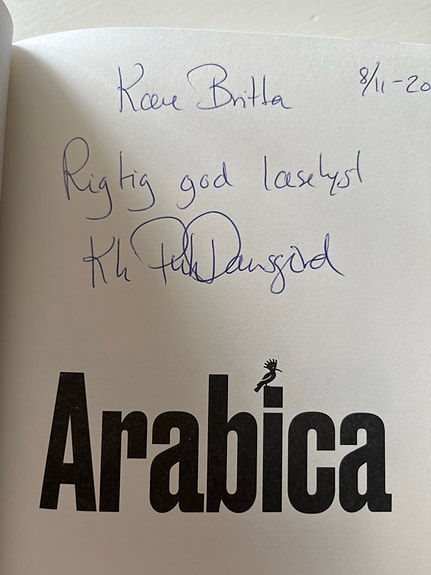 Kære Britta 8/11-20
Rigtig god læselyst
Kh Puk Damsgård
Arabica